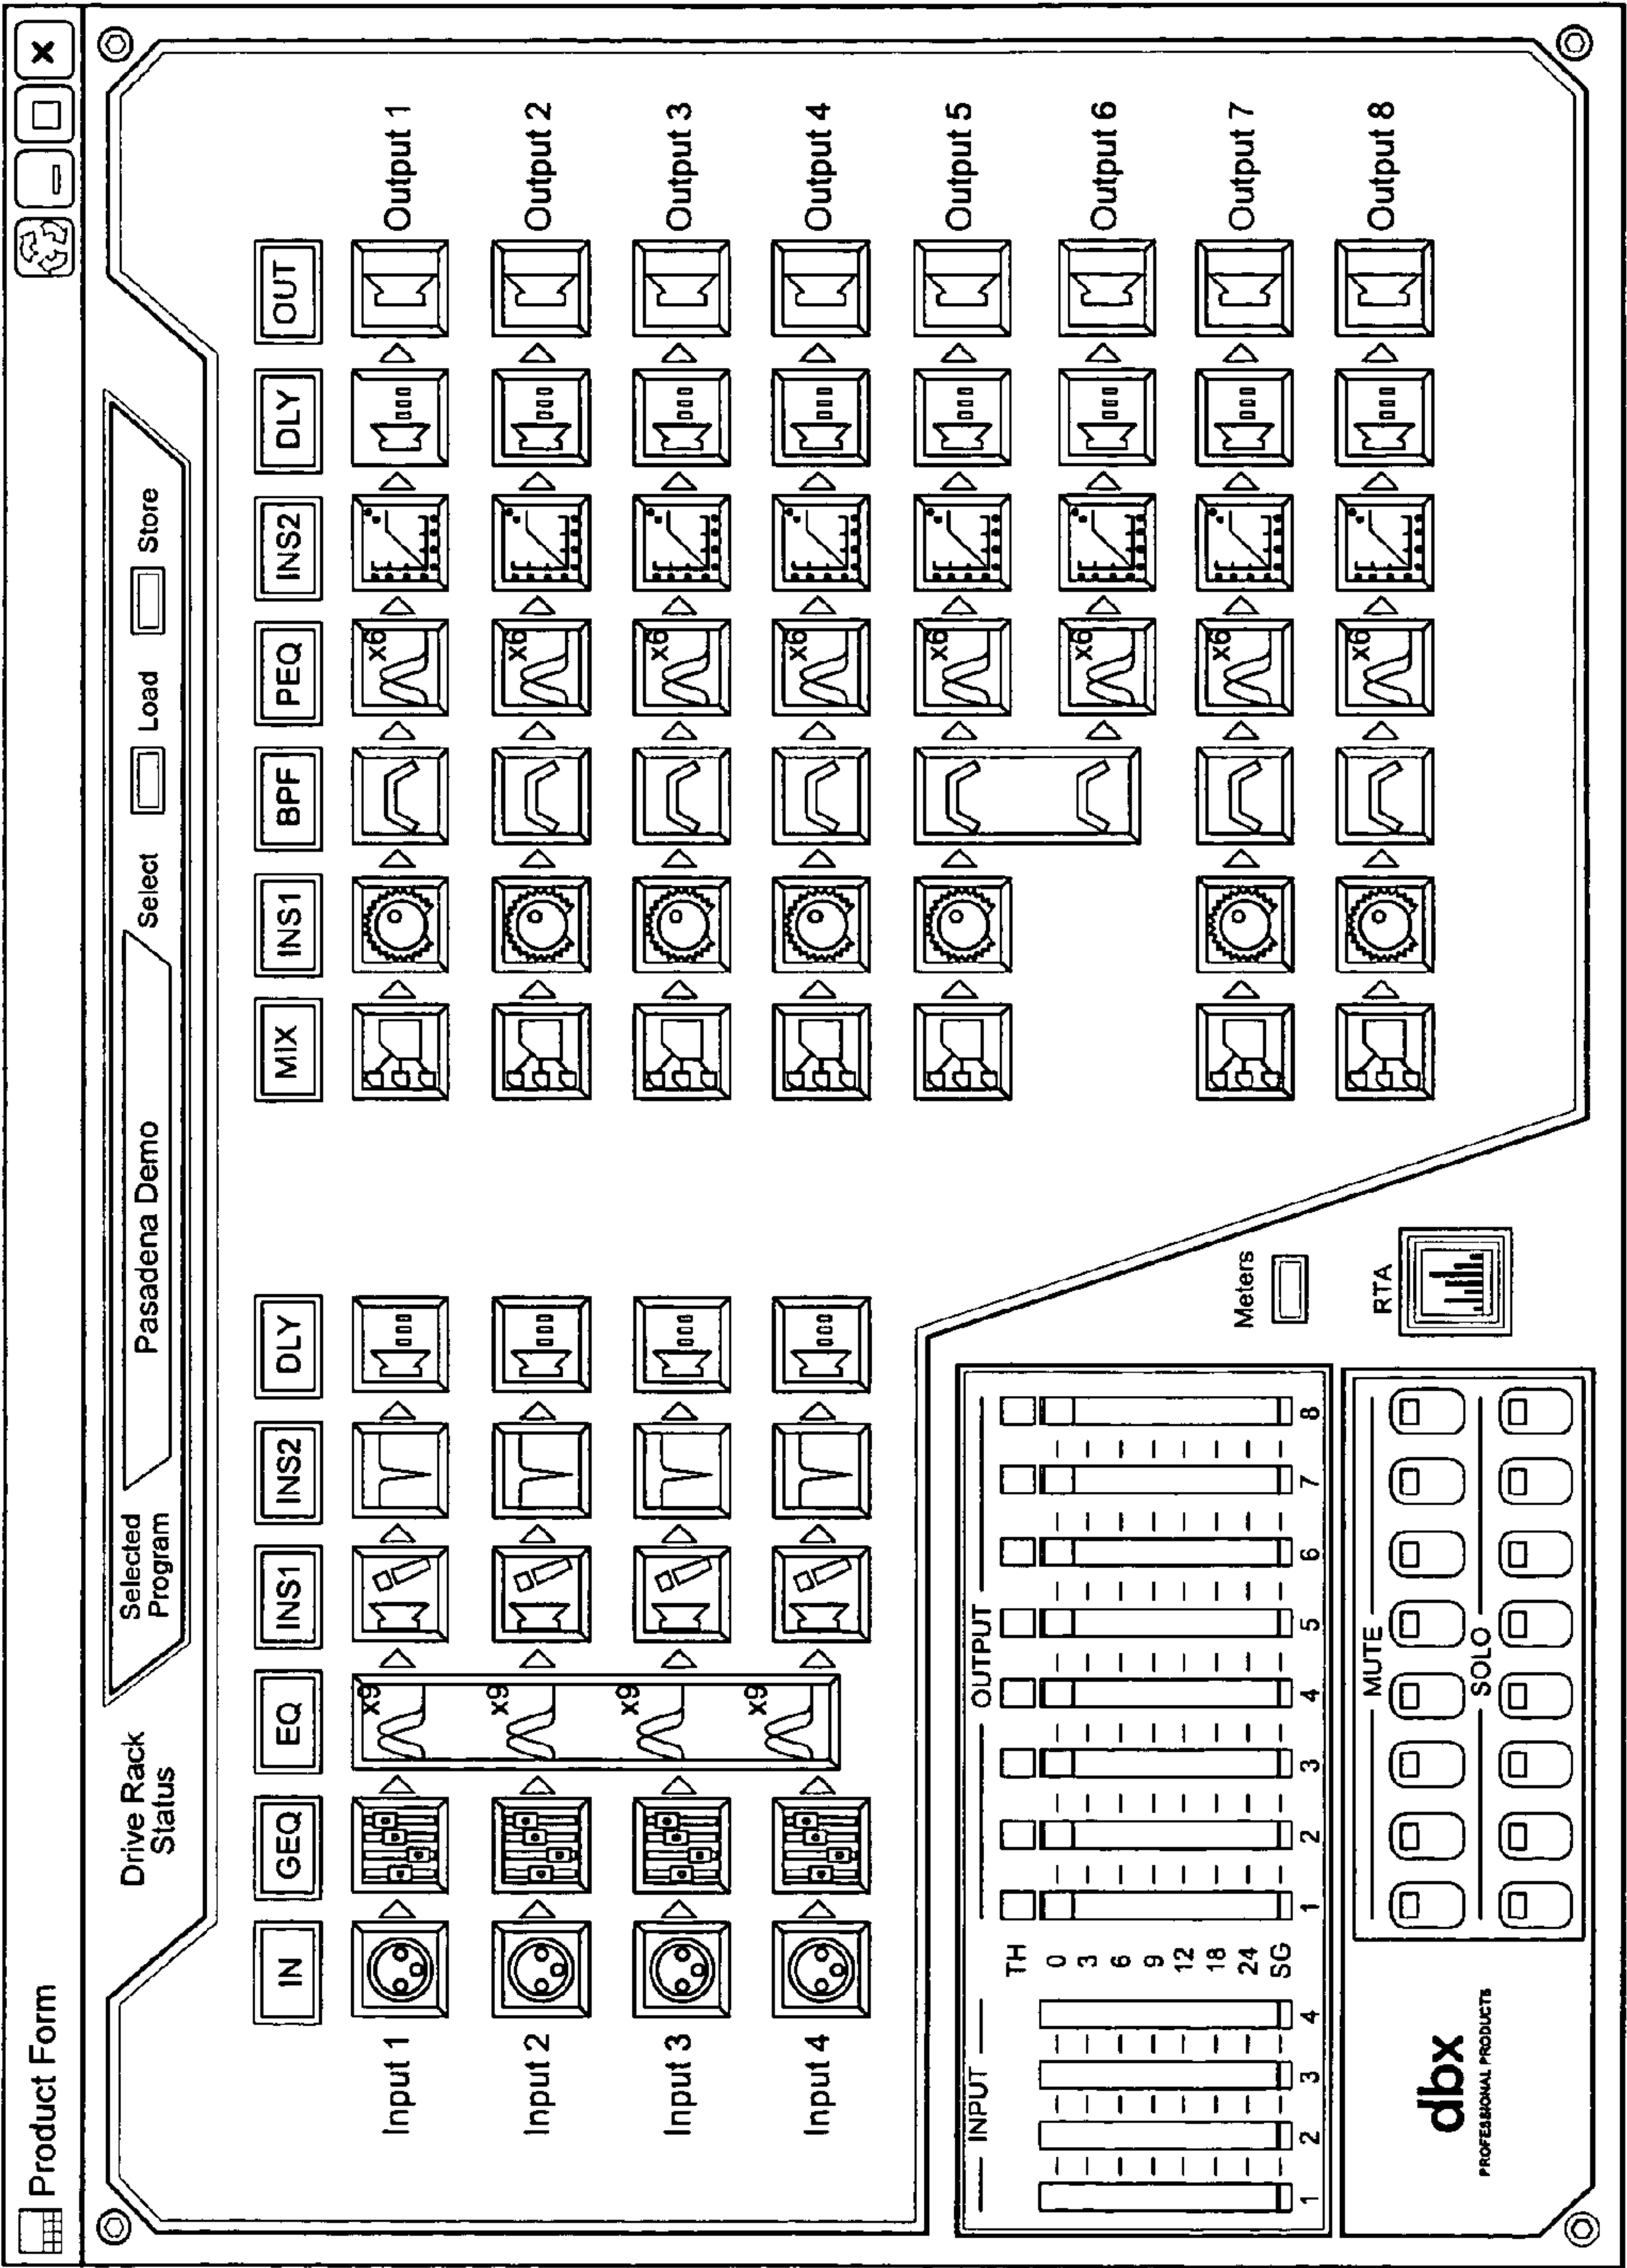 Product Form
Drive Rack
Status
Selected
Program
Pasadena Demo
Select
Load
Store
IN GEQ EQ INS1 INS2 DLY MIX INS1 BPF PEQ INS2 DLY OUT
Input 1 x9 x6 Output 1
Input 2 x9 x6 Output 2
Input 3 x9 x6 Output 3
Input 4 x9 x6 Output 4
x6 Output 5
x6 Output 6
x6 Output 7
x6 Output 8
INPUT OUTPUT
TH
0
3
6
9
12
18
24
SG
1 2 3 4 1 2 3 4 5 6 7 8
Meters
RTA
MUTE
SOLO
dbx
PROFESSIONAL PRODUCTS